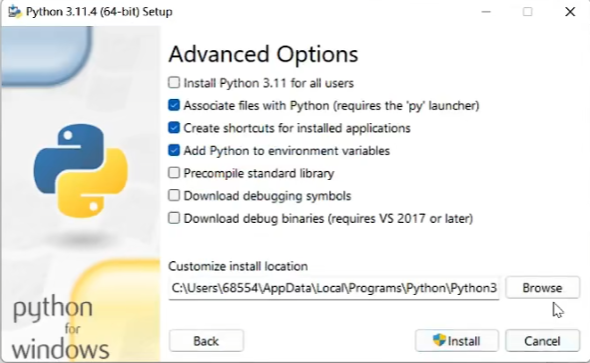 Python 3.11.4 (64-bit) Setup
Advanced Options
Install Python 3.11 for all users
Associate files with Python (requires the 'py' launcher)
Create shortcuts for installed applications
Add Python to environment variables
Precompile standard library
Download debugging symbols
Download debug binaries (requires VS 2017 or later)
Customize install location
C:\Users\68554\AppData\Local\Programs\Python\Python3
Browse
python
for
windows
Back
Install
Cancel